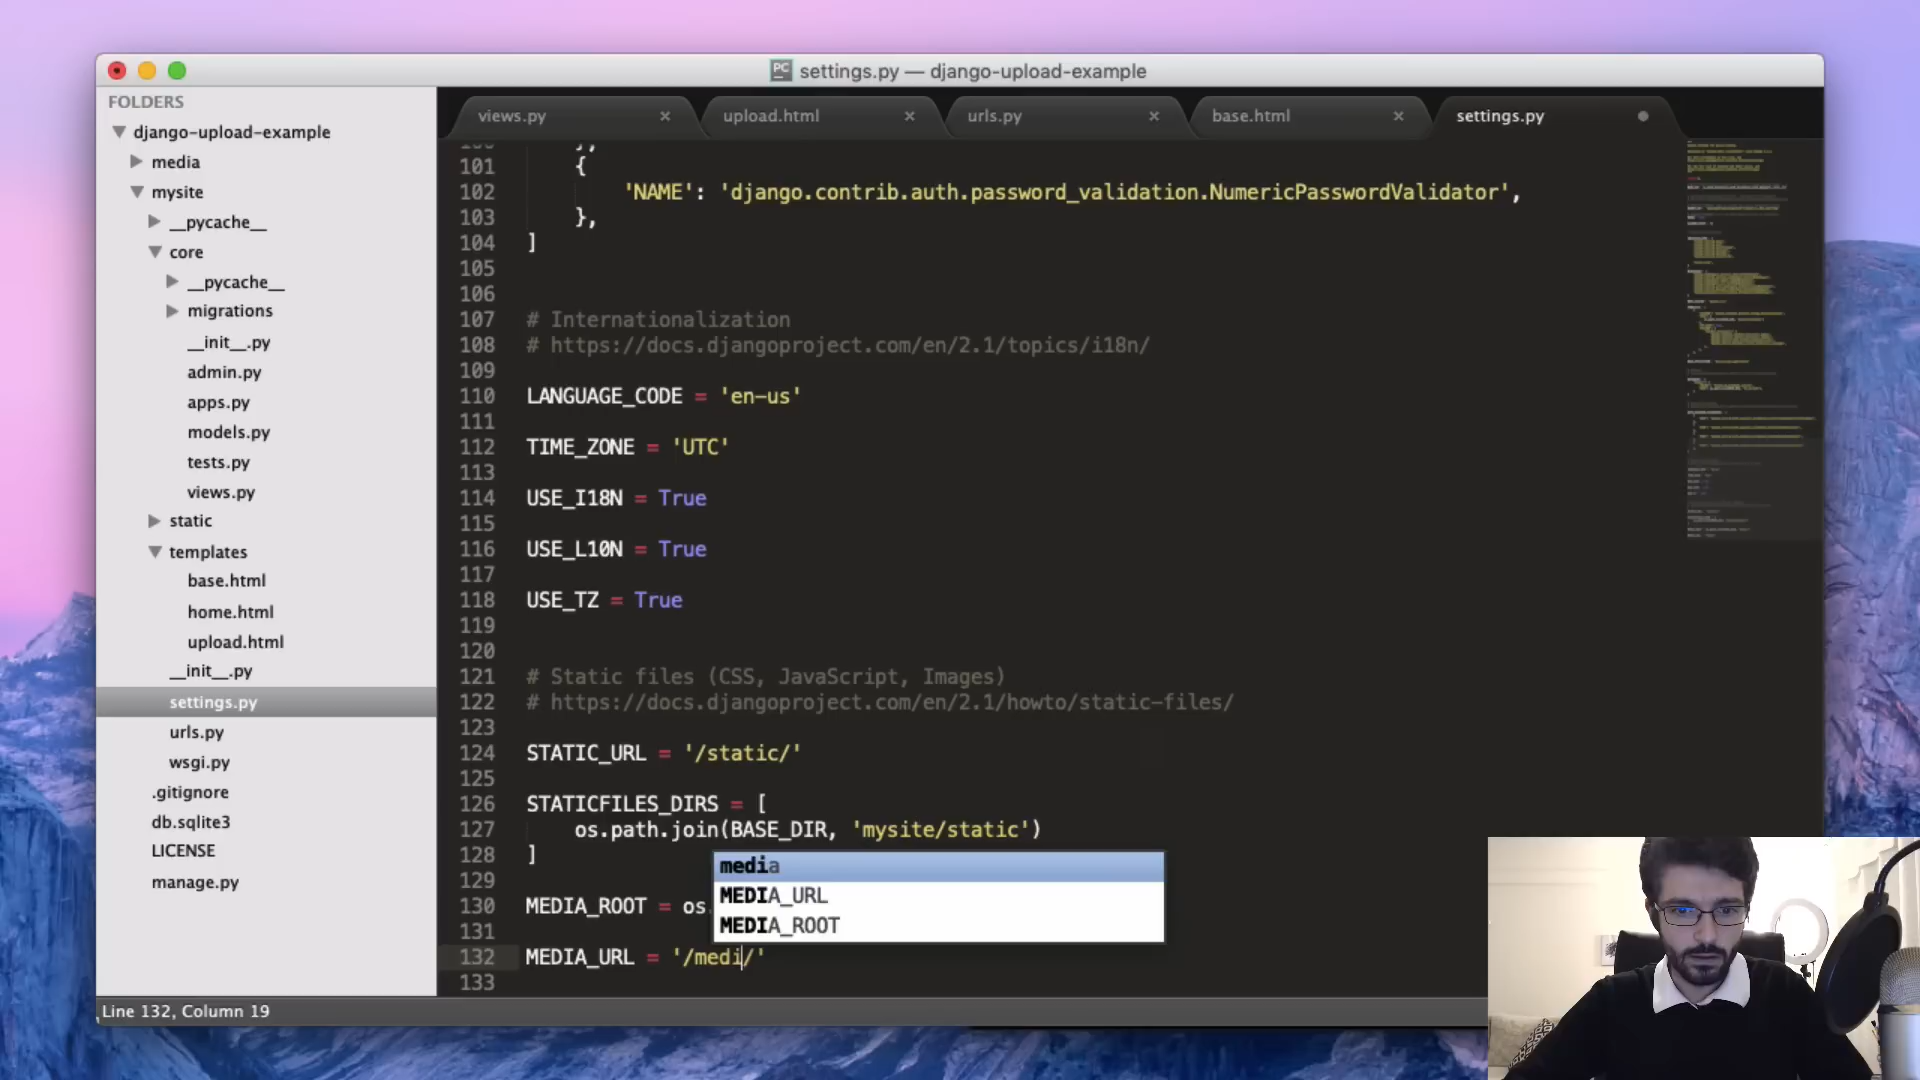 settings.py — django-upload-example
FOLDERS
django-upload-example
media
mysite
__pycache__
core
__pycache__
migrations
__init__.py
admin.py
apps.py
models.py
tests.py
views.py
static
templates
base.html
home.html
upload.html
__init__.py
settings.py
urls.py
wsgi.py
.gitignore
db.sqlite3
LICENSE
manage.py
views.py × upload.html × urls.py × base.html × settings.py
101 {
102 'NAME': 'django.contrib.auth.password_validation.NumericPasswordValidator',
103 },
104 ]
105
106
107 # Internationalization
108 # https://docs.djangoproject.com/en/2.1/topics/i18n/
109
110 LANGUAGE_CODE = 'en-us'
111
112 TIME_ZONE = 'UTC'
113
114 USE_I18N = True
115
116 USE_L10N = True
117
118 USE_TZ = True
119
120
121 # Static files (CSS, JavaScript, Images)
122 # https://docs.djangoproject.com/en/2.1/howto/static-files/
123
124 STATIC_URL = '/static/'
125
126 STATICFILES_DIRS = [
127 os.path.join(BASE_DIR, 'mysite/static')
128 ]
129
130 MEDIA_ROOT = os.
131
132 MEDIA_URL = '/medi/'
133
media
MEDIA_URL
MEDIA_ROOT
Line 132, Column 19